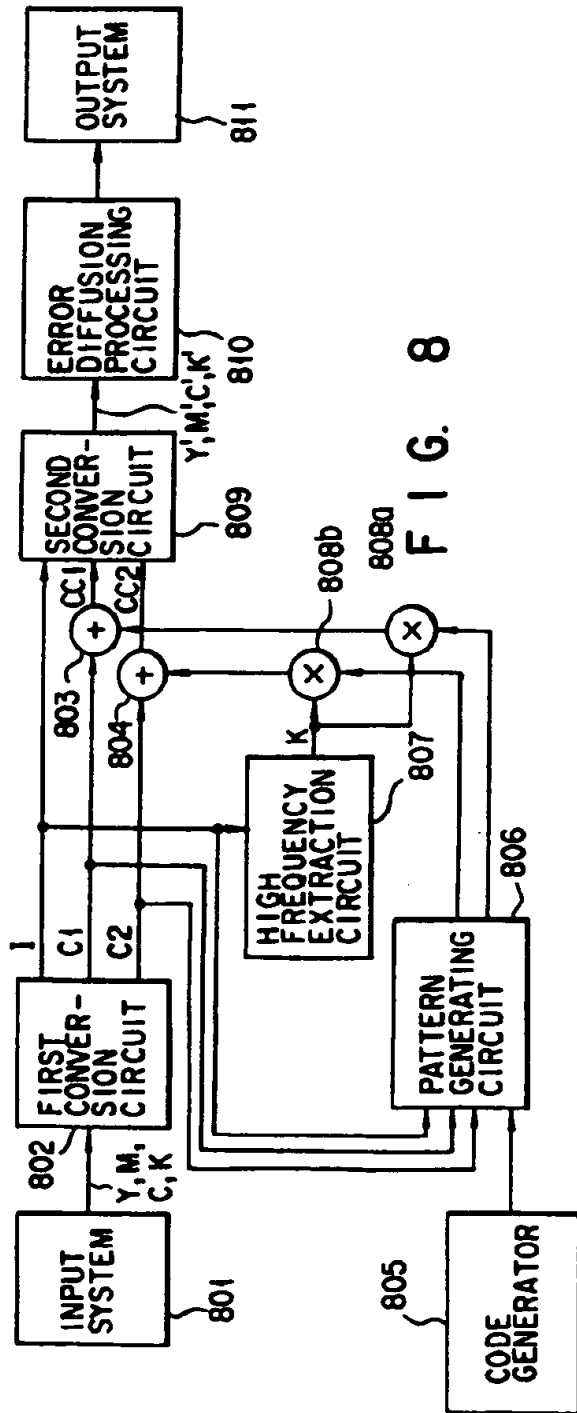 INPUT
SYSTEM
801
Y,M,
C,K
802
FIRST
CONVER-
SION
CIRCUIT
I
C1
C2
803
804
CC1
CC2
SECOND
CONVER-
SION
CIRCUIT
809
Y',M',C',K'
ERROR
DIFFUSION
PROCESSING
CIRCUIT
810
OUTPUT
SYSTEM
811
+
+
HIGH
FREQUENCY
EXTRACTION
CIRCUIT
807
K
×
808b
×
808a
805
CODE
GENERATOR
PATTERN
GENERATING
CIRCUIT
806
FIG. 8